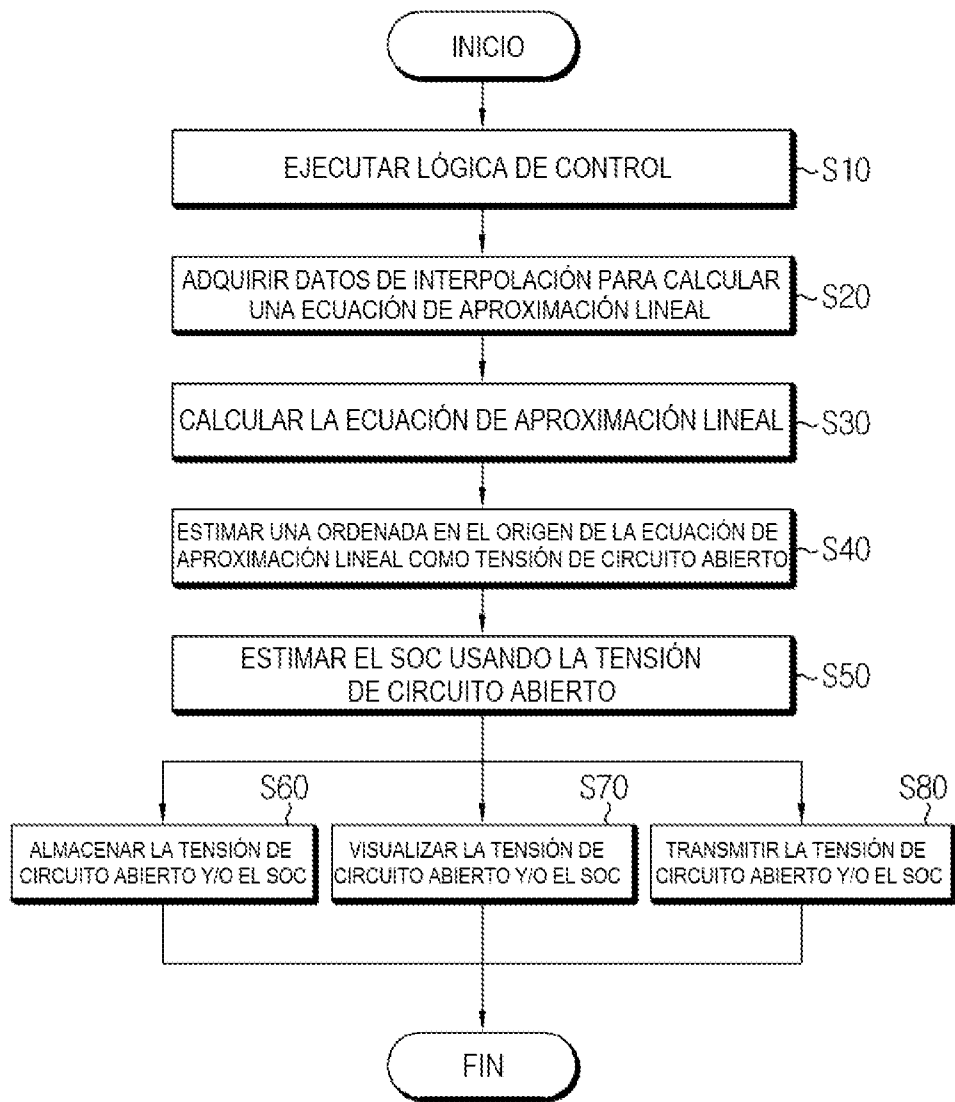 INICIO
EJECUTAR LÓGICA DE CONTROL
S10
ADQUIRIR DATOS DE INTERPOLACIÓN PARA CALCULAR
UNA ECUACIÓN DE APROXIMACIÓN LINEAL
S20
CALCULAR LA ECUACIÓN DE APROXIMACIÓN LINEAL
S30
ESTIMAR UNA ORDENADA EN EL ORIGEN DE LA ECUACIÓN DE
APROXIMACIÓN LINEAL COMO TENSIÓN DE CIRCUITO ABIERTO
S40
ESTIMAR EL SOC USANDO LA TENSIÓN
DE CIRCUITO ABIERTO
S50
S60
ALMACENAR LA TENSIÓN DE
CIRCUITO ABIERTO Y/O EL SOC
S70
VISUALIZAR LA TENSIÓN DE
CIRCUITO ABIERTO Y/O EL SOC
S80
TRANSMITIR LA TENSIÓN DE
CIRCUITO ABIERTO Y/O EL SOC
FIN